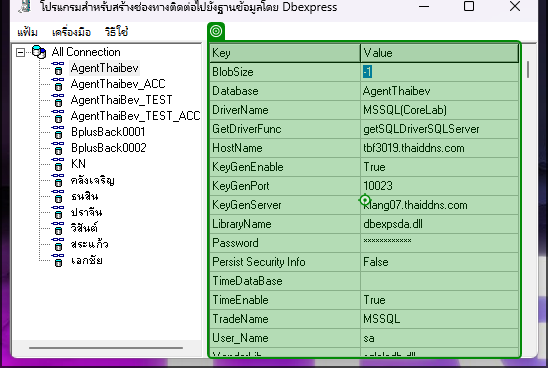 โปรแกรมสำหรับสร้างช่องทางติดต่อไปยังฐานข้อมูลโดย Dbexpress
แฟ้ม เครื่องมือ วิธีใช้
All Connection
AgentThaibev
AgentThaibev_ACC
AgentThaiBev_TEST
AgentThaiBev_TEST_ACC
BplusBack0001
BplusBack0002
KN
คลังเจริญ
ธนสิน
ปราจีน
วิสันต์
สระแก้ว
เอกชัย
Key Value
BlobSize -1
Database AgentThaibev
DriverName MSSQL(CoreLab)
GetDriverFunc getSQLDriverSQLServer
HostName tbf3019.thaiddns.com
KeyGenEnable True
KeyGenPort 10023
KeyGenServer klang07.thaiddns.com
LibraryName dbexpsda.dll
Password ************
Persist Security Info False
TimeDataBase
TimeEnable True
TradeName MSSQL
User_Name sa
VendorLib